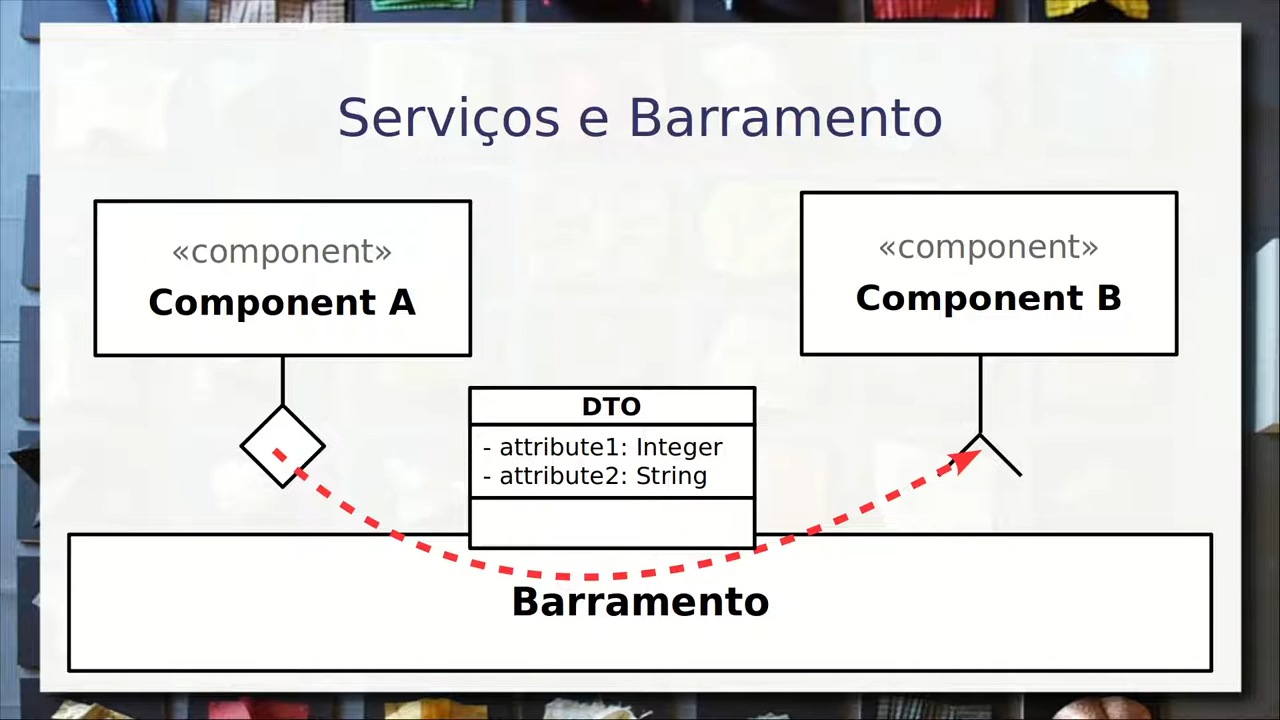 Serviços e Barramento
«component»
Component A
«component»
Component B
DTO
- attribute1: Integer
- attribute2: String
Barramento